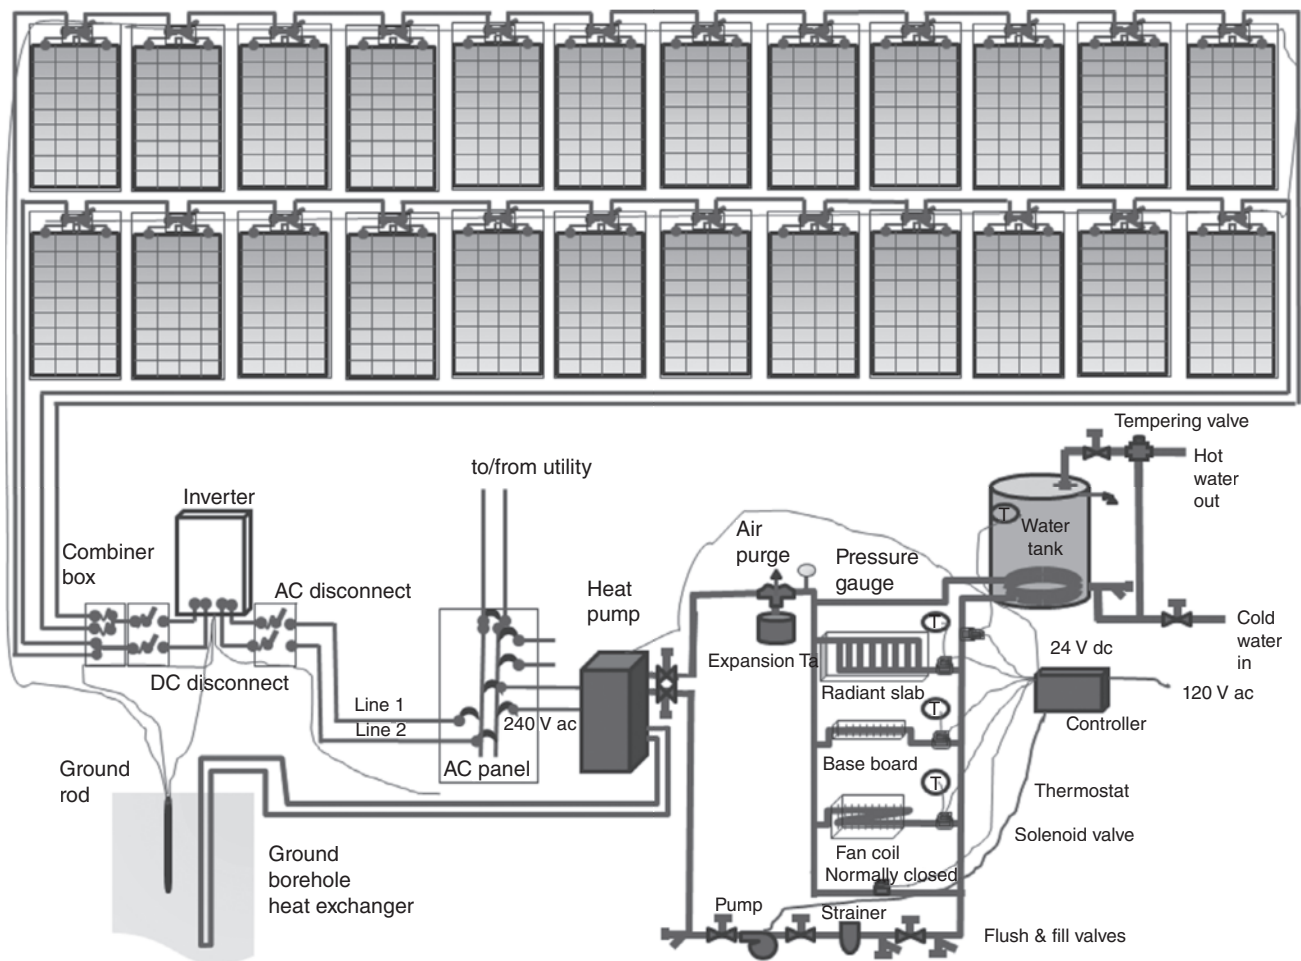 Tempering valve
Hot
water
out
to/from utility
Inverter
Combiner
box
AC disconnect
DC disconnect
Heat
pump
Air
purge
Pressure
gauge
T
Water
tank
Cold
water
in
T
Expansion Ta
Radiant slab
24 V dc
120 V ac
Controller
Line 1
Line 2
240 V ac
AC panel
T
Base board
T
Thermostat
Solenoid valve
Fan coil
Normally closed
Ground
rod
Ground
borehole
heat exchanger
Pump
Strainer
Flush & fill valves